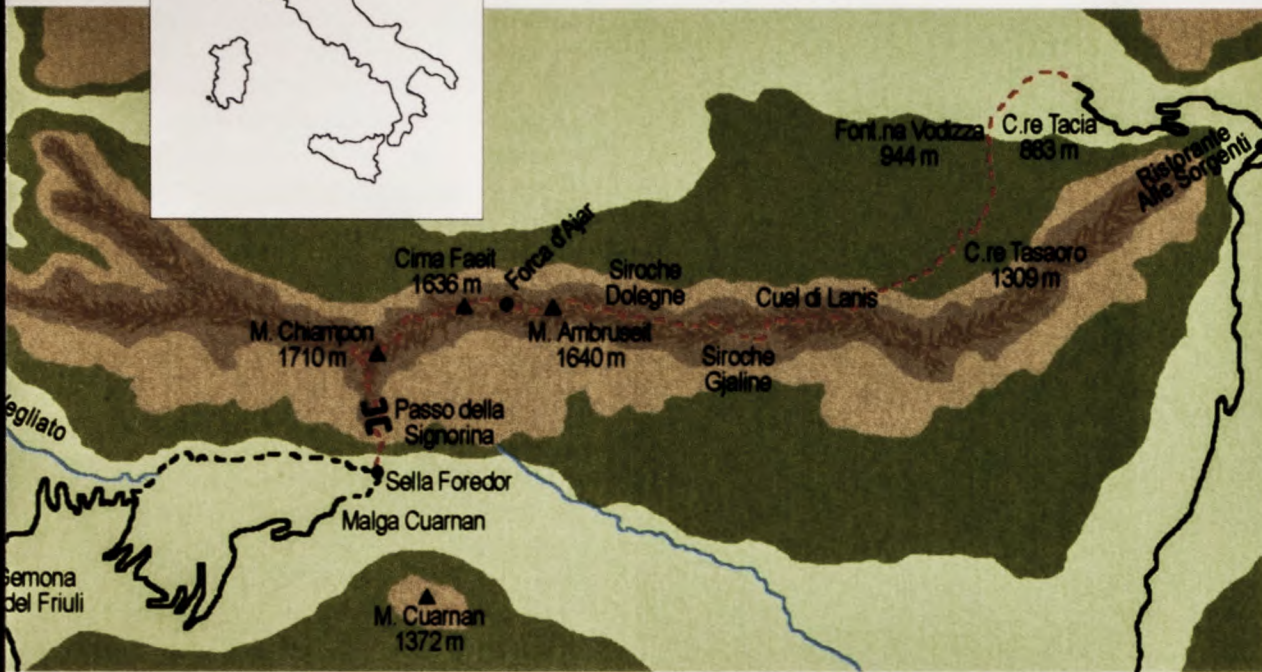 Font.na Vodizza
944 m
C.re Tacia
883 m
Ristorante
Alle Sorgenti
Cima Faeit
1636 m
Forca d'Ajar
Siroche
Dolegne
C.re Tasaoro
1309 m
Cuel di Lanis
M. Chiampon
1710 m
M. Ambruseit
1640 m
Siroche
Gjaline
Passo della
Signorina
Vegliato
Sella Foredor
Malga Cuarnan
Gemona
del Friuli
M. Cuarnan
1372 m